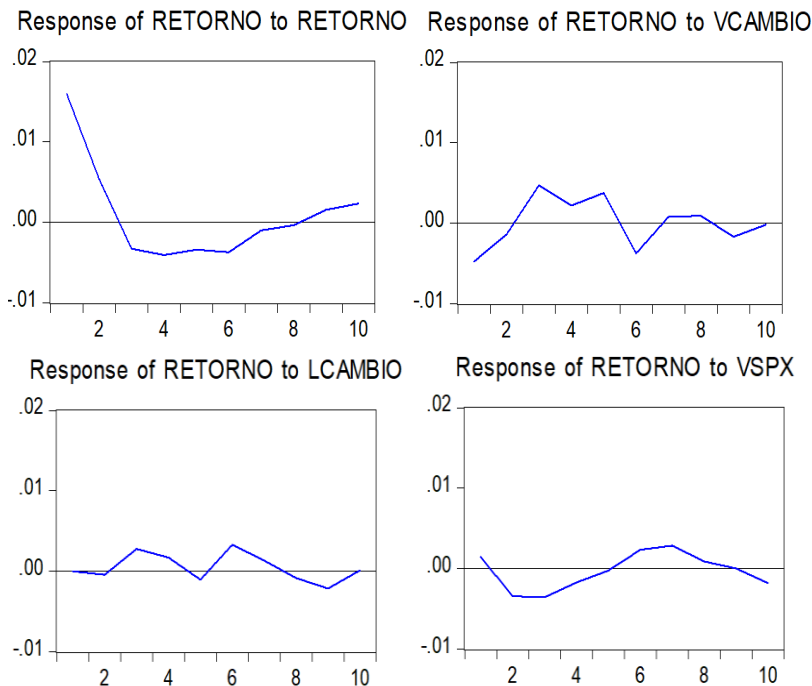 Response of RETORNO to RETORNO
.02
.01
.00
-.01
2 4 6 8 10
Response of RETORNO to VCAMBIO
.02
.01
.00
-.01
2 4 6 8 10
Response of RETORNO to LCAMBIO
.02
.01
.00
-.01
2 4 6 8 10
Response of RETORNO to VSPX
.02
.01
.00
-.01
2 4 6 8 10